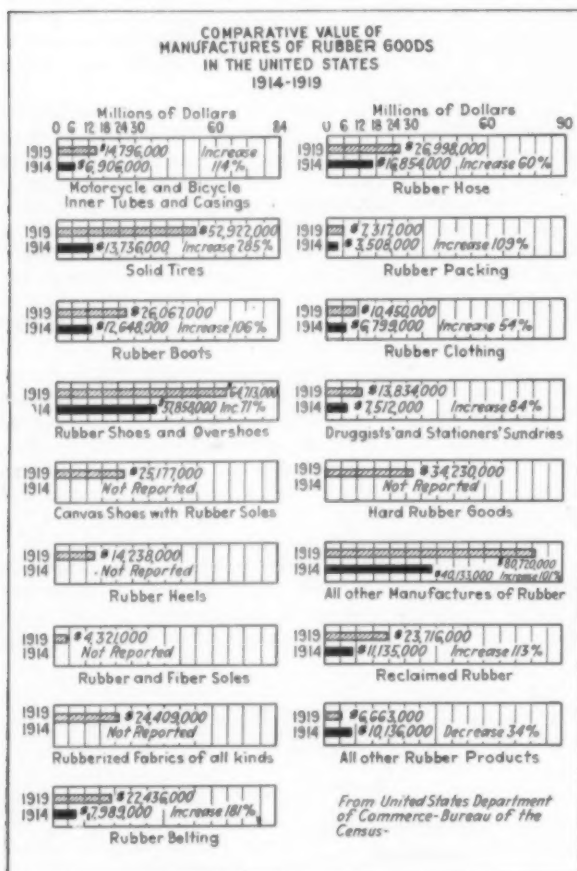 COMPARATIVE VALUE OF
MANUFACTURES OF RUBBER GOODS
IN THE UNITED STATES
1914-1919
Millions of Dollars
0 6 12 18 24 30 60 84
1919 $14,796,000 Increase
1914 $6,906,000 114%
Motorcycle and Bicycle
Inner Tubes and Casings
1919 $52,922,000
1914 $13,736,000 Increase 285%
Solid Tires
1919 $26,067,000
1914 $12,648,000 Increase 106%
Rubber Boots
1919 $64,713,000
1914 $37,858,000 Inc 71%
Rubber Shoes and Overshoes
1919 $25,177,000
1914 Not Reported
Canvas Shoes with Rubber Soles
1919 $14,238,000
1914 Not Reported
Rubber Heels
1919 $4,321,000
1914 Not Reported
Rubber and Fiber Soles
1919 $24,409,000
1914 Not Reported
Rubberized Fabrics of all kinds
1919 $22,436,000
1914 $7,989,000 Increase 181%
Rubber Belting
Millions of Dollars
0 6 12 18 24 30 60 84
1919 $26,998,000
1914 $16,854,000 Increase 60%
Rubber Hose
1919 $7,317,000
1914 $3,508,000 Increase 109%
Rubber Packing
1919 $10,450,000
1914 $6,799,000 Increase 54%
Rubber Clothing
1919 $13,834,000
1914 $7,512,000 Increase 84%
Druggists' and Stationers' Sundries
1919 $34,230,000
1914 Not Reported
Hard Rubber Goods
1919 $80,720,000
1914 $40,133,000 Increase 101%
All other Manufactures of Rubber
1919 $23,716,000
1914 $11,135,000 Increase 113%
Reclaimed Rubber
1919 $6,663,000
1914 $10,136,000 Decrease 34%
All other Rubber Products
From United States Department
of Commerce-Bureau of the
Census-